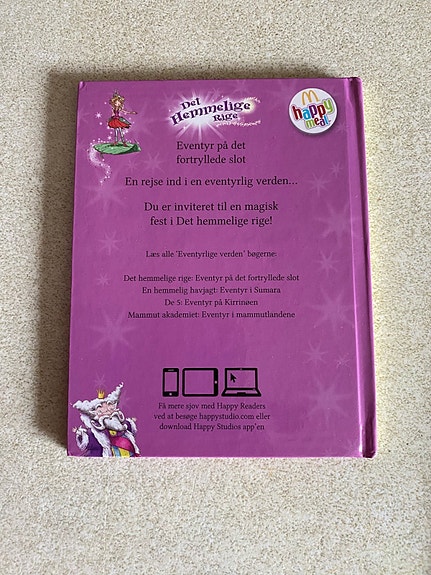 Det
Hemmelige
Rige
happy
meal
Eventyr på det
fortryllede slot
En rejse ind i en eventyrlig verden...
Du er inviteret til en magisk
fest i Det hemmelige rige!
Læs alle 'Eventyrlige verden' bøgerne:
Det hemmelige rige: Eventyr på det fortryllede slot
En hemmelig havjagt: Eventyr i Sumara
De 5: Eventyr på Kirrinøen
Mammut akademiet: Eventyr i mammutlandene
Få mere sjov med Happy Readers
ved at besøge happystudio.com eller
download Happy Studios app'en